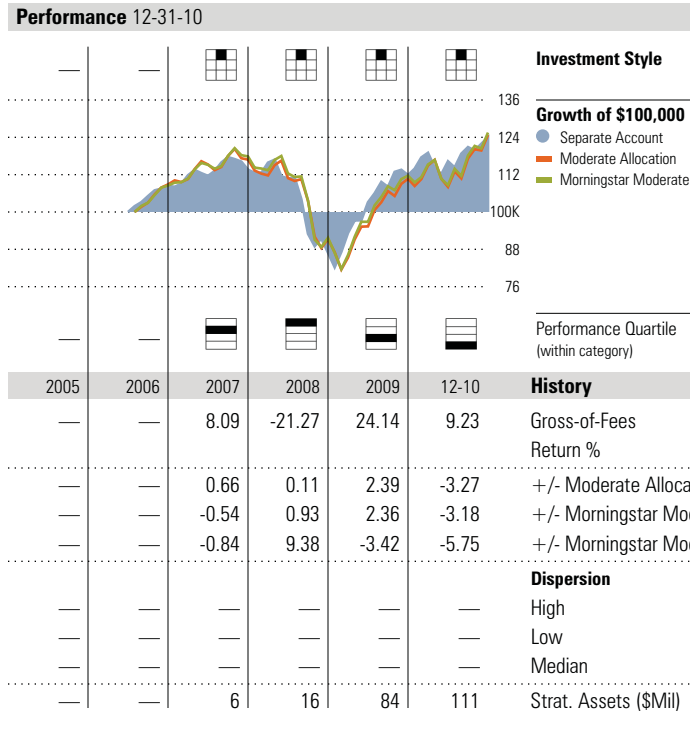 Performance 12-31-10
— — Investment Style
136
Growth of $100,000
124
Separate Account
Moderate Allocation
112
Morningstar Moderate
100K
88
76
— — Performance Quartile
(within category)
2005 2006 2007 2008 2009 12-10 History
— — 8.09 -21.27 24.14 9.23 Gross-of-Fees
Return %
— — 0.66 0.11 2.39 -3.27 +/- Moderate Alloca
— — -0.54 0.93 2.36 -3.18 +/- Morningstar Mod
— — -0.84 9.38 -3.42 -5.75 +/- Morningstar Mod
Dispersion
— — — — — — High
— — — — — — Low
— — — — — — Median
— — 6 16 84 111 Strat. Assets ($Mil)